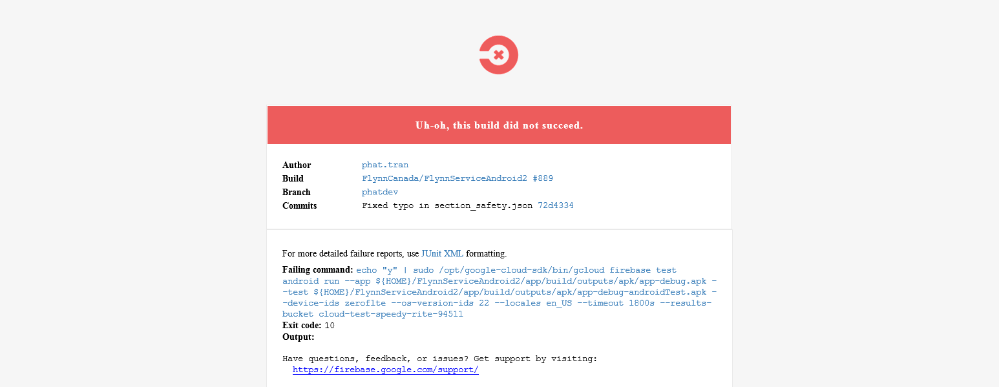 Uh-oh, this build did not succeed.
Author phat.tran
Build FlynnCanada/FlynnServiceAndroid2 #889
Branch phatdev
Commits Fixed typo in section_safety.json 72d4334
For more detailed failure reports, use JUnit XML formatting.
Failing command: echo "y" | sudo /opt/google-cloud-sdk/bin/gcloud firebase test
android run --app ${HOME}/FlynnServiceAndroid2/app/build/outputs/apk/app-debug.apk -
-test ${HOME}/FlynnServiceAndroid2/app/build/outputs/apk/app-debug-androidTest.apk -
-device-ids zeroflte --os-version-ids 22 --locales en_US --timeout 1800s --results-
bucket cloud-test-speedy-rite-94511
Exit code: 10
Output:
Have questions, feedback, or issues? Get support by visiting:
https://firebase.google.com/support/